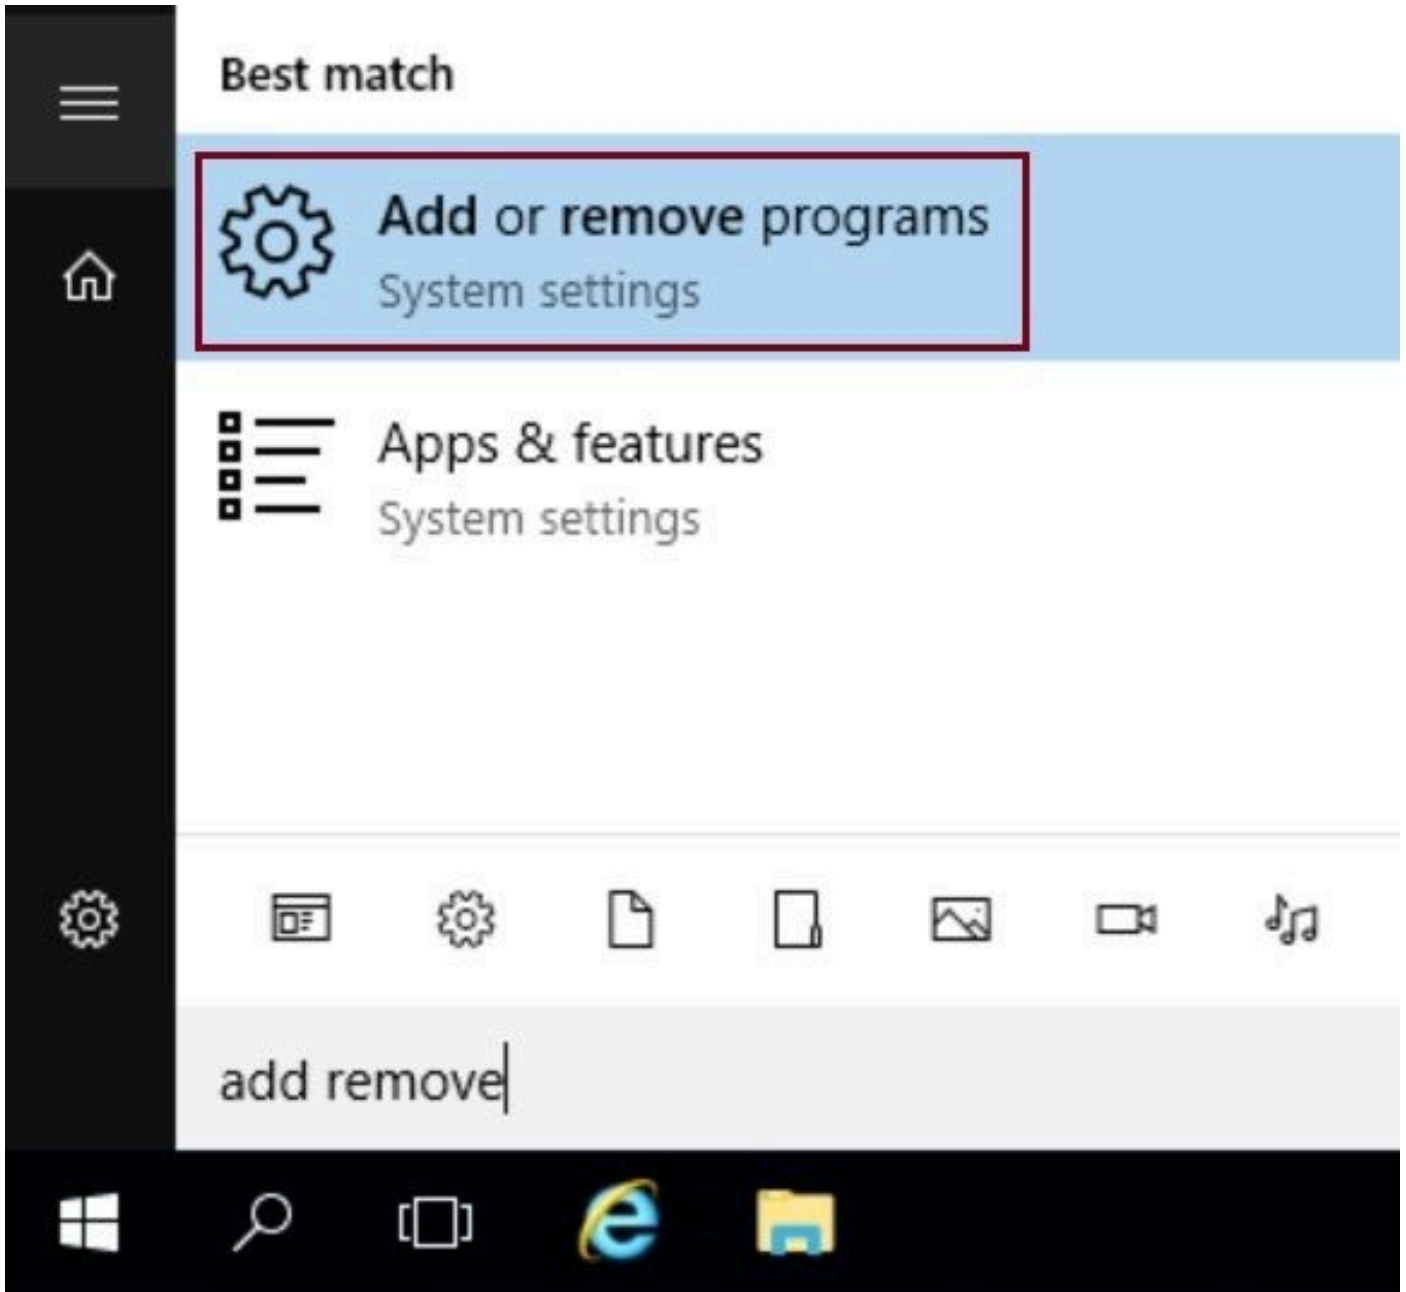 Best match
Add or remove programs
System settings
Apps & features
System settings
add remove